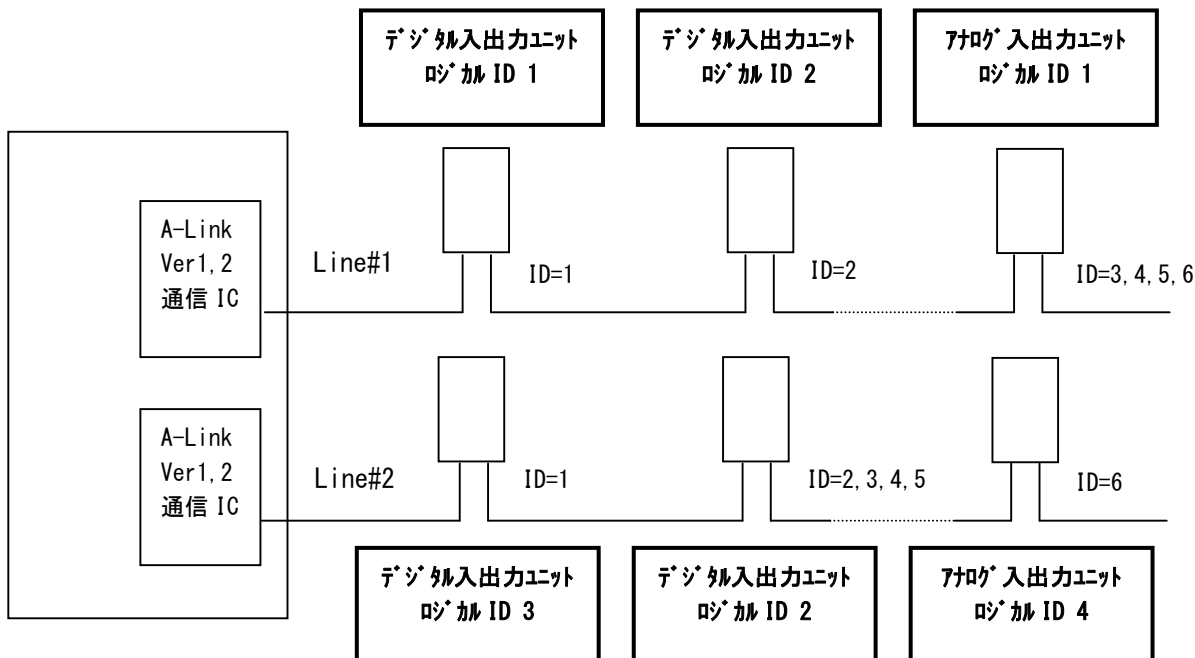 ﾃﾞｼﾞﾀﾙ入出力ﾕﾆｯﾄ
ﾛｼﾞｶﾙ ID 1
ﾃﾞｼﾞﾀﾙ入出力ﾕﾆｯﾄ
ﾛｼﾞｶﾙ ID 2
ｱﾅﾛｸﾞ入出力ﾕﾆｯﾄ
ﾛｼﾞｶﾙ ID 1
A-Link
Ver1,2
通信 IC
Line#1
ID=1
ID=2
ID=3,4,5,6
A-Link
Ver1,2
通信 IC
Line#2
ID=1
ID=2,3,4,5
ID=6
ﾃﾞｼﾞﾀﾙ入出力ﾕﾆｯﾄ
ﾛｼﾞｶﾙ ID 3
ﾃﾞｼﾞﾀﾙ入出力ﾕﾆｯﾄ
ﾛｼﾞｶﾙ ID 2
ｱﾅﾛｸﾞ入出力ﾕﾆｯﾄ
ﾛｼﾞｶﾙ ID 4